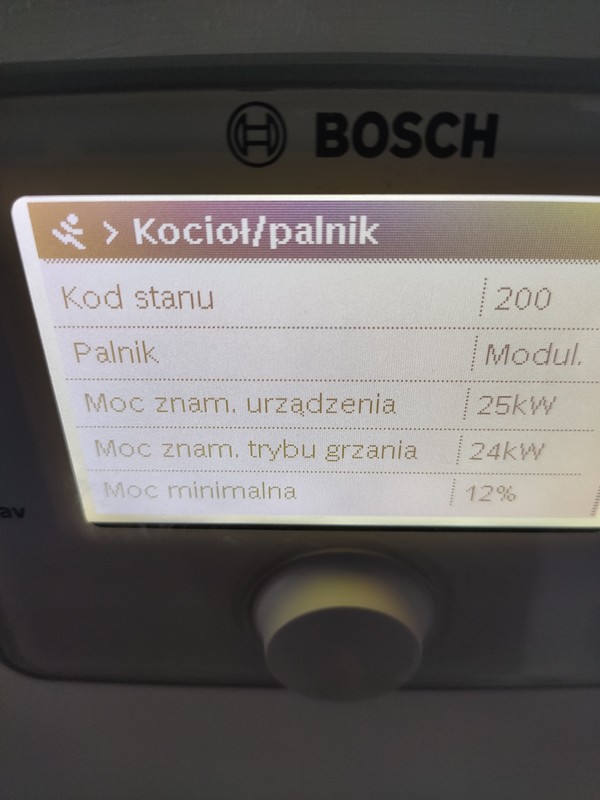 BOSCH
> Kocioł/palnik
Kod stanu 200
Palnik Modul.
Moc znam. urządzenia 25kW
Moc znam. trybu grzania 24kW
Moc minimalna 12%
av